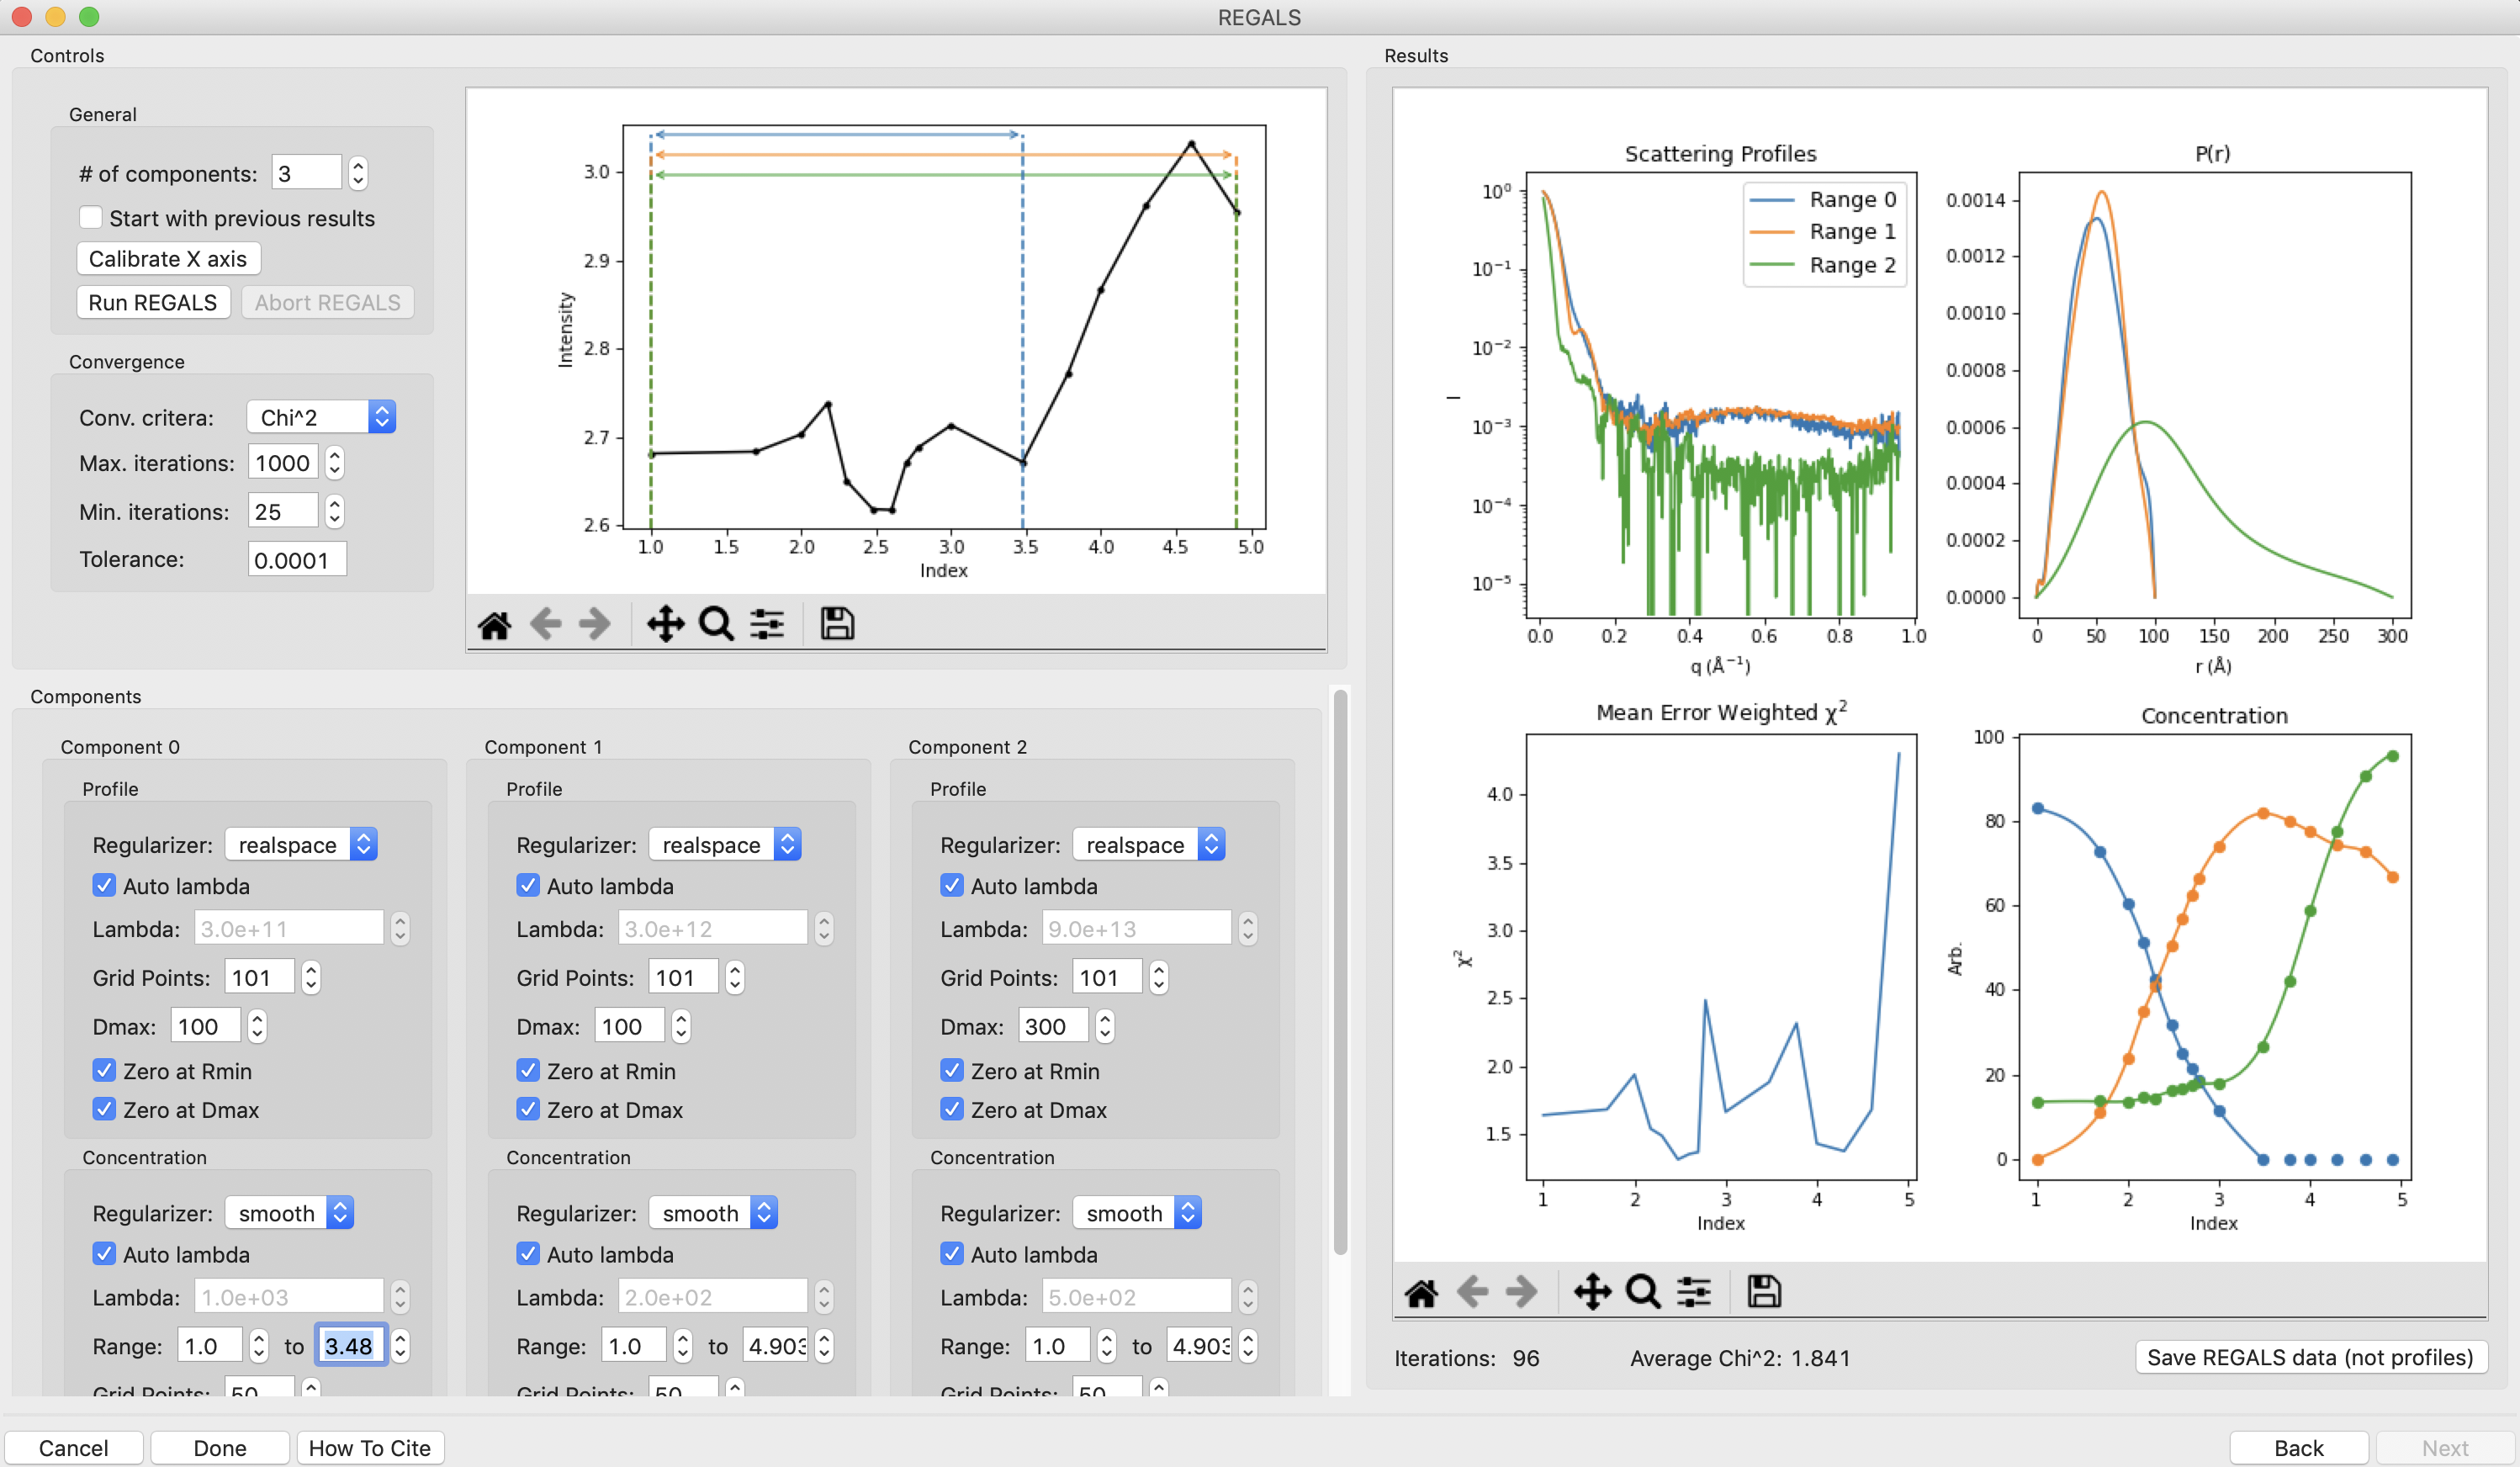 REGALS
Controls
General
# of components: 3
Start with previous results
Calibrate X axis
Run REGALS Abort REGALS
Convergence
Conv. critera: Chi^2
Max. iterations: 1000
Min. iterations: 25
Tolerance: 0.0001
3.0
2.9
2.8
2.7
2.6
Intensity
1.0 1.5 2.0 2.5 3.0 3.5 4.0 4.5 5.0
Index
Components
Component 0
Profile
Regularizer: realspace
Auto lambda
Lambda: 3.0e+11
Grid Points: 101
Dmax: 100
Zero at Rmin
Zero at Dmax
Concentration
Regularizer: smooth
Auto lambda
Lambda: 1.0e+03
Range: 1.0 to 3.48
Grid Points: 50
Component 1
Profile
Regularizer: realspace
Auto lambda
Lambda: 3.0e+12
Grid Points: 101
Dmax: 100
Zero at Rmin
Zero at Dmax
Concentration
Regularizer: smooth
Auto lambda
Lambda: 2.0e+02
Range: 1.0 to 4.903
Grid Points: 50
Component 2
Profile
Regularizer: realspace
Auto lambda
Lambda: 9.0e+13
Grid Points: 101
Dmax: 300
Zero at Rmin
Zero at Dmax
Concentration
Regularizer: smooth
Auto lambda
Lambda: 5.0e+02
Range: 1.0 to 4.903
Grid Points: 50
Results
Scattering Profiles
Range 0
Range 1
Range 2
10⁰
10⁻¹
10⁻²
10⁻³
10⁻⁴
10⁻⁵
I
0.0 0.2 0.4 0.6 0.8 1.0
q (Å⁻¹)
P(r)
0.0014
0.0012
0.0010
0.0008
0.0006
0.0004
0.0002
0.0000
0 50 100 150 200 250 300
r (Å)
Mean Error Weighted χ²
4.0
3.5
3.0
2.5
2.0
1.5
χ²
1 2 3 4 5
Index
Concentration
100
80
60
40
20
0
Arb.
1 2 3 4 5
Index
Iterations: 96 Average Chi^2: 1.841 Save REGALS data (not profiles)
Cancel Done How To Cite Back Next